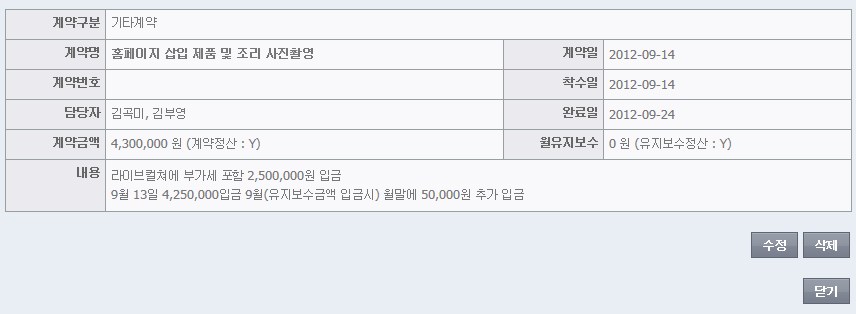 계약구분 기타계약
계약명 홈페이지 삽입 제품 및 조리 사진촬영 계약일 2012-09-14
계약번호 착수일 2012-09-14
담당자 김곡미, 김부영 완료일 2012-09-24
계약금액 4,300,000 원 (계약정산 : Y) 월유지보수 0 원 (유지보수정산 : Y)
내용 라이브컬쳐에 부가세 포함 2,500,000원 입금
9월 13일 4,250,000입금 9월(유지보수금액 입금시) 월말에 50,000원 추가 입금
수정 삭제
닫기